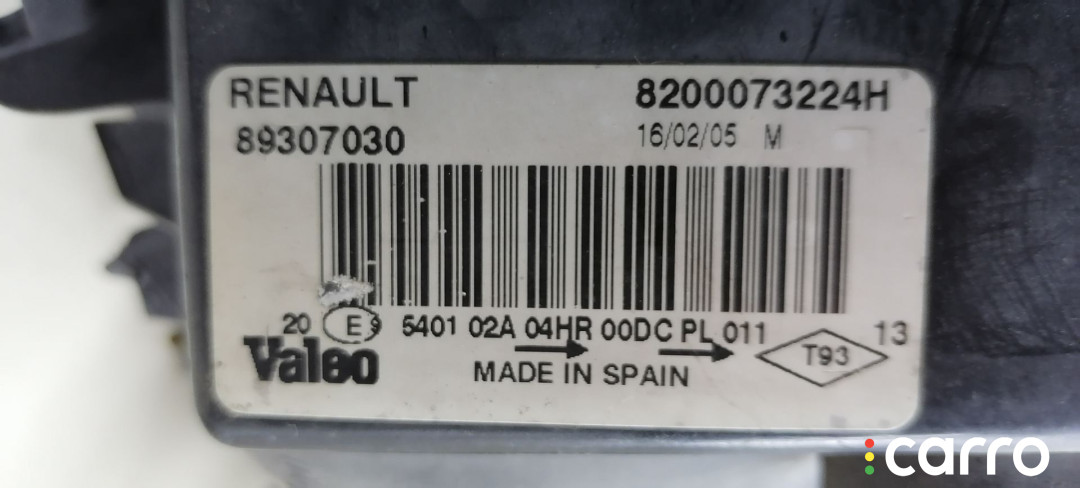 RENAULT 8200073224H
89307030 16/02/05 M
20 E9 5401 02A 04HR 00DC PL 011 13
Valeo MADE IN SPAIN T93
carro